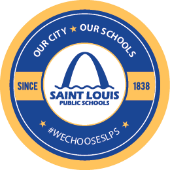 OUR CITY ★ OUR SCHOOLS
SINCE
1838
SAINT LOUIS
PUBLIC SCHOOLS
#WECHOOSESLPS